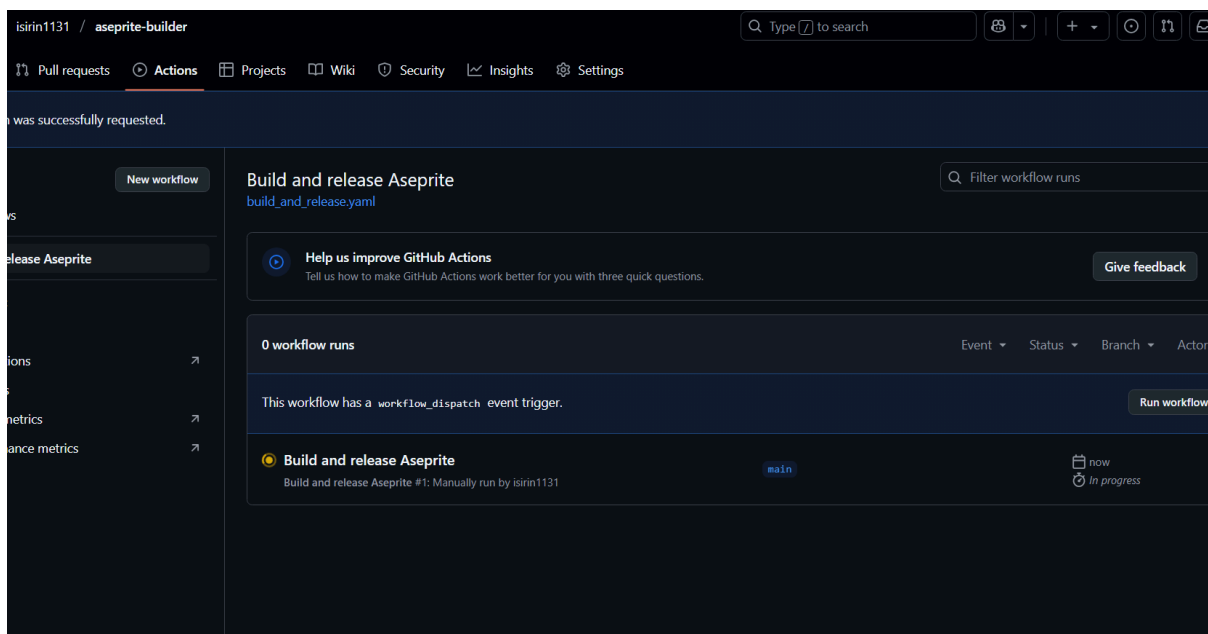 isirin1131 / aseprite-builder
Type / to search
Pull requests Actions Projects Wiki Security Insights Settings
was successfully requested.
New workflow
Build and release Aseprite
Filter workflow runs
build_and_release.yaml
elease Aseprite
Help us improve GitHub Actions
Tell us how to make GitHub Actions work better for you with three quick questions.
Give feedback
0 workflow runs
Event Status Branch Actor
ions
This workflow has a workflow_dispatch event trigger.
Run workflow
netrics
ance metrics
Build and release Aseprite
Build and release Aseprite #1: Manually run by isirin1131
main
now
In progress